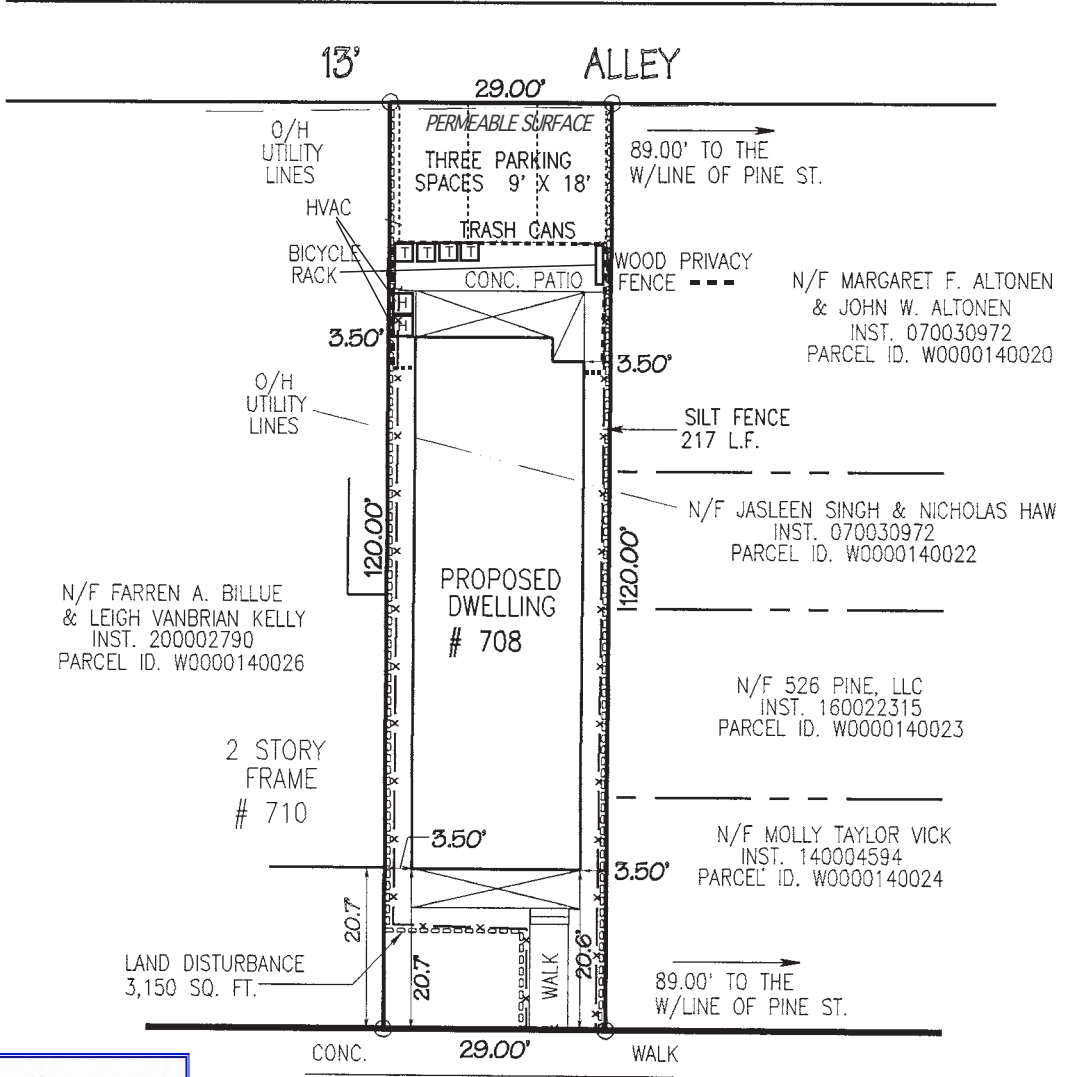 13' ALLEY
29.00'
O/H
UTILITY
LINES
PERMEABLE SURFACE
THREE PARKING
SPACES 9' X 18'
89.00' TO THE
W/LINE OF PINE ST.
HVAC
TRASH CANS
T T T T
BICYCLE
RACK
CONC. PATIO
WOOD PRIVACY
FENCE
N/F MARGARET F. ALTONEN
& JOHN W. ALTONEN
INST. 070030972
PARCEL ID. W0000140020
H
H
3.50'
3.50'
O/H
UTILITY
LINES
SILT FENCE
217 L.F.
N/F JASLEEN SINGH & NICHOLAS HAW
INST. 070030972
PARCEL ID. W0000140022
120.00'
120.00'
PROPOSED
DWELLING
# 708
N/F FARREN A. BILLUE
& LEIGH VANBRIAN KELLY
INST. 200002790
PARCEL ID. W0000140026
N/F 526 PINE, LLC
INST. 160022315
PARCEL ID. W0000140023
2 STORY
FRAME
# 710
N/F MOLLY TAYLOR VICK
INST. 140004594
PARCEL ID. W0000140024
3.50'
3.50'
20.7'
20.7'
WALK
20.6'
LAND DISTURBANCE
3,150 SQ. FT.
89.00' TO THE
W/LINE OF PINE ST.
CONC. 29.00' WALK